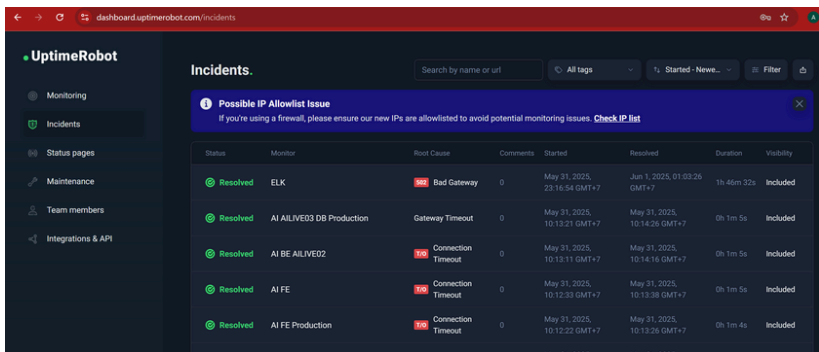 dashboard.uptimerobot.com/incidents
A
UptimeRobot
Incidents.
Search by name or url
All tags
Started - Newe...
Filter
Monitoring
Incidents
Status pages
Maintenance
Team members
Integrations & API
Possible IP Allowlist Issue
If you're using a firewall, please ensure our new IPs are allowlisted to avoid potential monitoring issues. Check IP list
Status Monitor Root Cause Comments Started Resolved Duration Visibility
Resolved ELK 502 Bad Gateway 0 May 31, 2025, 23:16:54 GMT+7 Jun 1, 2025, 01:03:26 GMT+7 1h 46m 32s Included
Resolved AI AILIVE03 DB Production Gateway Timeout 0 May 31, 2025, 10:13:21 GMT+7 May 31, 2025, 10:14:26 GMT+7 0h 1m 5s Included
Resolved AI BE AILIVE02 T/O Connection Timeout 0 May 31, 2025, 10:13:11 GMT+7 May 31, 2025, 10:14:16 GMT+7 0h 1m 5s Included
Resolved AI FE T/O Connection Timeout 0 May 31, 2025, 10:12:33 GMT+7 May 31, 2025, 10:13:38 GMT+7 0h 1m 5s Included
Resolved AI FE Production T/O Connection Timeout 0 May 31, 2025, 10:12:22 GMT+7 May 31, 2025, 10:13:26 GMT+7 0h 1m 4s Included